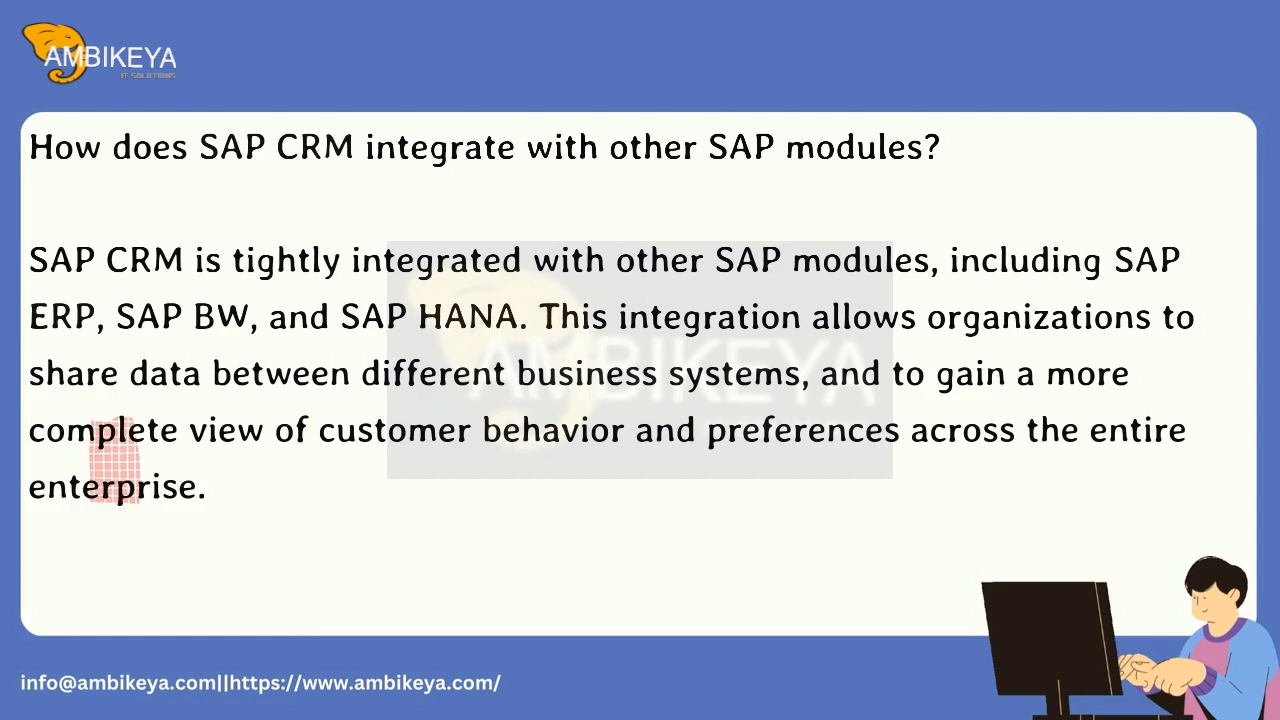 AMBIKEYA
IT SOLUTIONS
How does SAP CRM integrate with other SAP modules?
SAP CRM is tightly integrated with other SAP modules, including SAP
ERP, SAP BW, and SAP HANA. This integration allows organizations to
share data between different business systems, and to gain a more
complete view of customer behavior and preferences across the entire
enterprise.
AMBIKEYA
info@ambikeya.com||https://www.ambikeya.com/